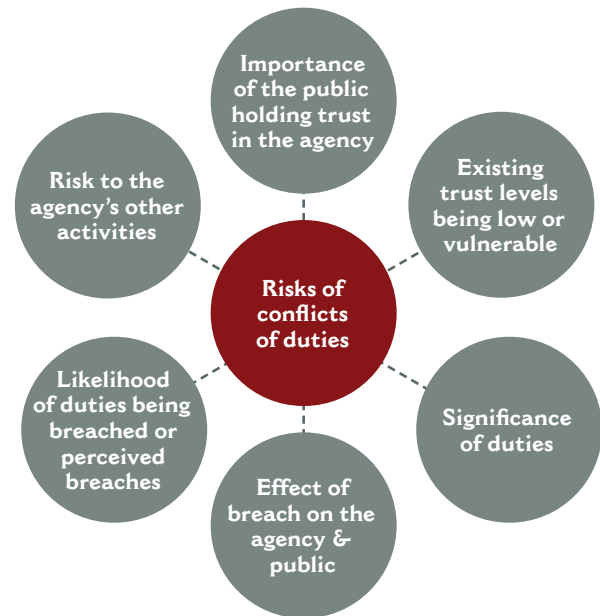 Importance
of the public
holding trust
in the agency
Existing
trust levels
being low or
vulnerable
Significance
of duties
Effect of
breach on the
agency &
public
Likelihood
of duties being
breached or
perceived
breaches
Risk to the
agency’s other
activities
Risks of
conflicts
of duties